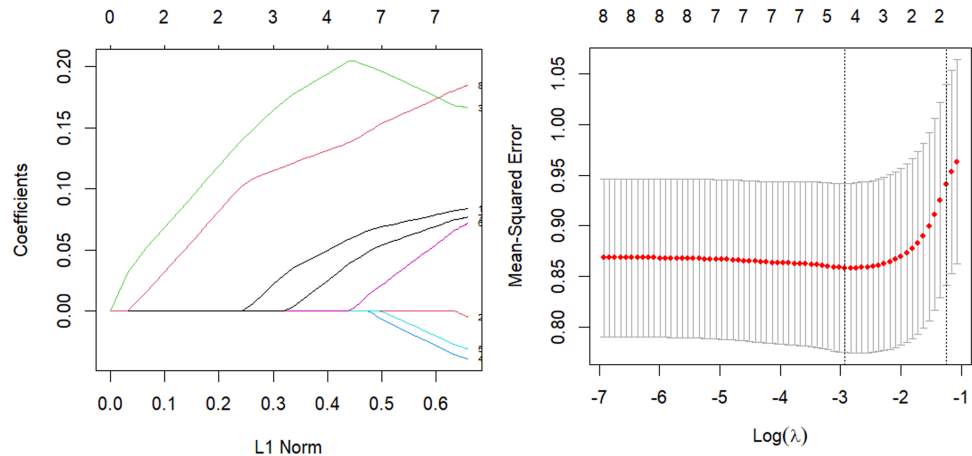 0 2 2 3 4 7 7
Coefficients
0.20
0.15
0.10
0.05
0.00
8
3
1
6
2
0.0 0.1 0.2 0.3 0.4 0.5 0.6
L1 Norm
8 8 8 8 7 7 7 5 4 3 2 2
Mean-Squared Error
1.05
1.00
0.95
0.90
0.85
0.80
-7 -6 -5 -4 -3 -2 -1
Log(λ)